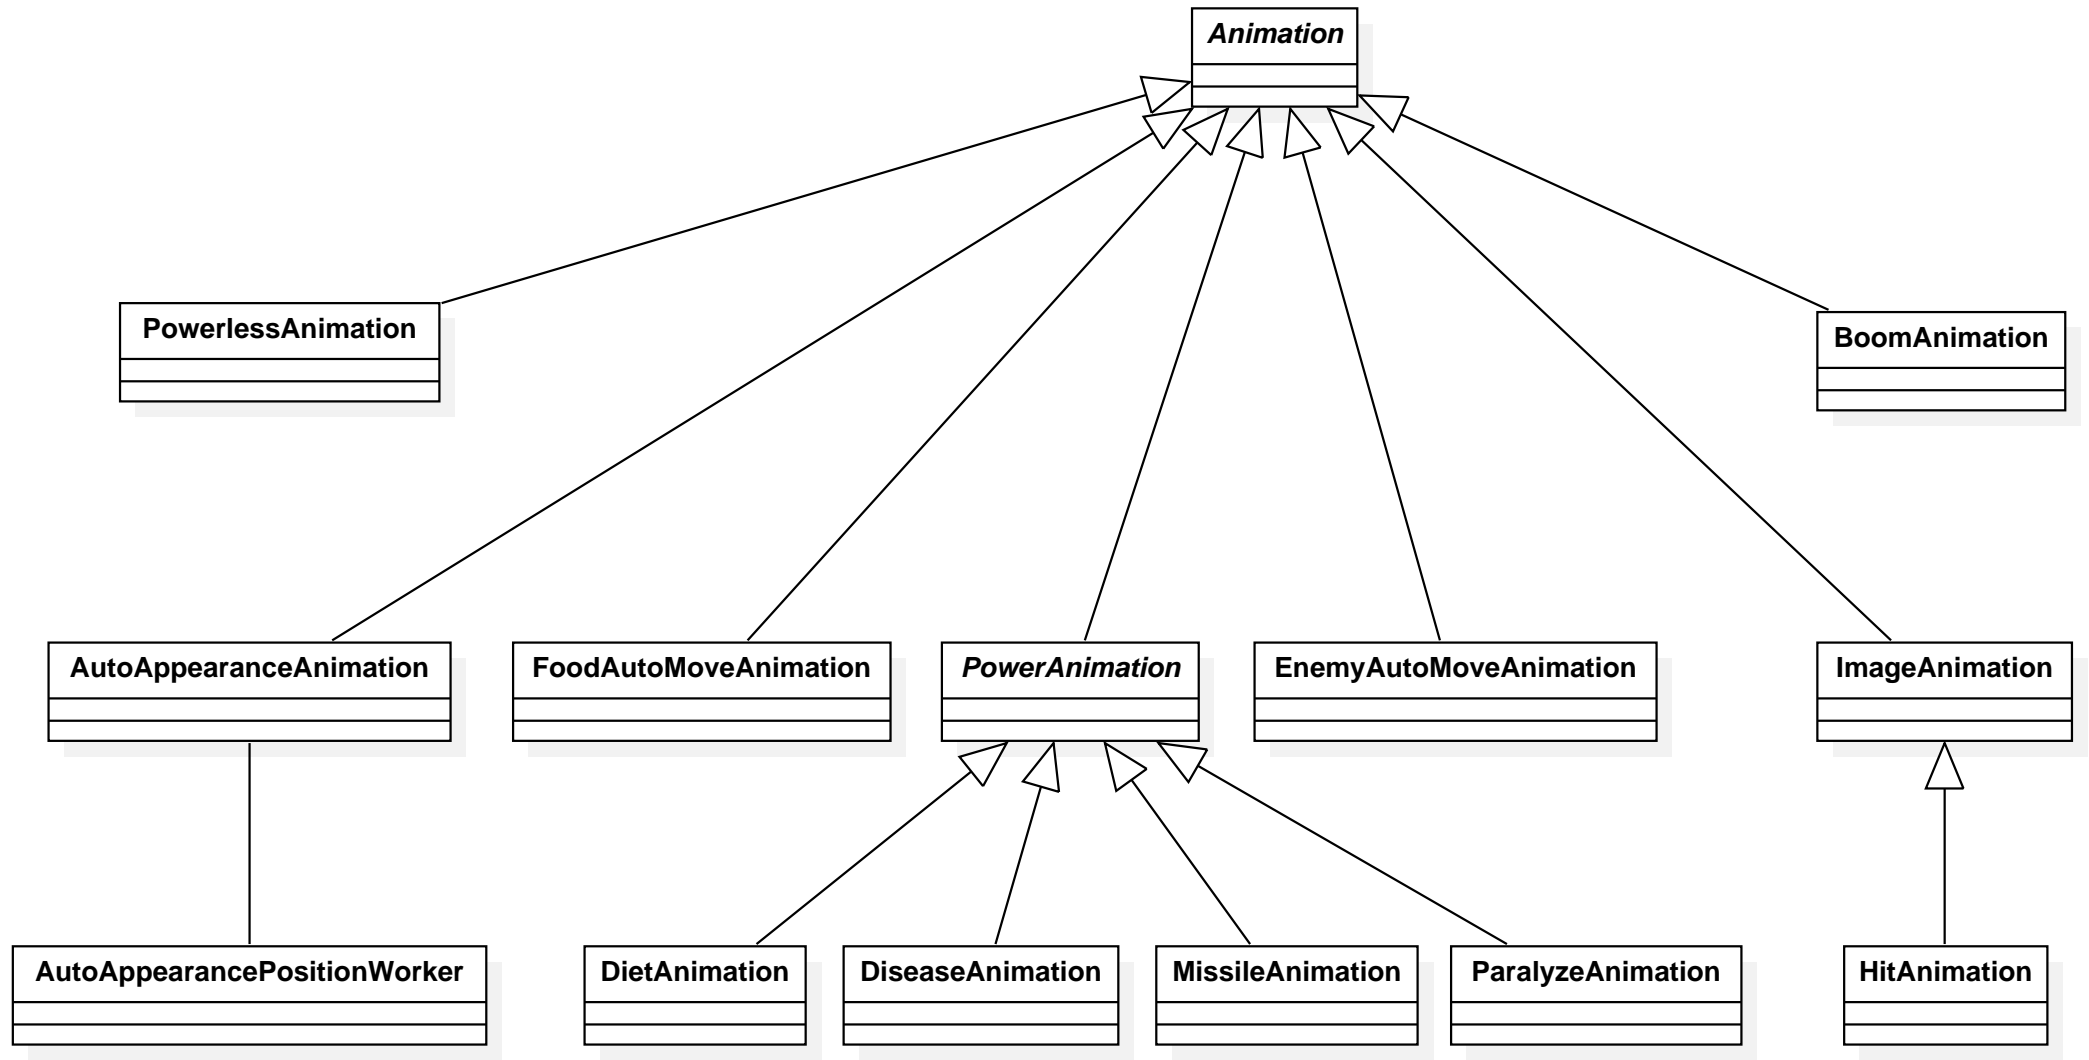 Animation
PowerlessAnimation
BoomAnimation
AutoAppearanceAnimation
FoodAutoMoveAnimation
PowerAnimation
EnemyAutoMoveAnimation
ImageAnimation
AutoAppearancePositionWorker
DietAnimation
DiseaseAnimation
MissileAnimation
ParalyzeAnimation
HitAnimation